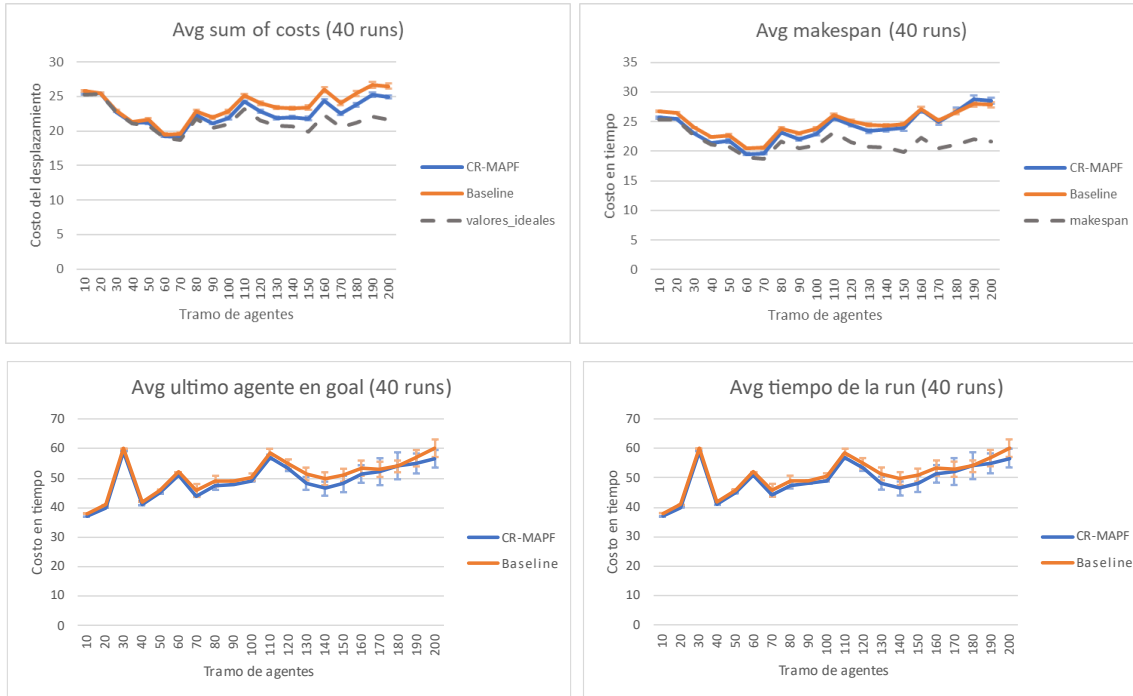 Avg sum of costs (40 runs)
Costo del desplazamiento
30
25
20
15
10
5
0
10 20 30 40 50 60 70 80 90 100 110 120 130 140 150 160 170 180 190 200
Tramo de agentes
CR-MAPF
Baseline
valores_ideales
Avg makespan (40 runs)
Costo en tiempo
35
30
25
20
15
10
5
0
10 20 30 40 50 60 70 80 90 100 110 120 130 140 150 160 170 180 190 200
Tramo de agentes
CR-MAPF
Baseline
makespan
Avg ultimo agente en goal (40 runs)
Costo en tiempo
70
60
50
40
30
20
10
0
10 20 30 40 50 60 70 80 90 100 110 120 130 140 150 160 170 180 190 200
Tramo de agentes
CR-MAPF
Baseline
Avg tiempo de la run (40 runs)
Costo en tiempo
70
60
50
40
30
20
10
0
10 20 30 40 50 60 70 80 90 100 110 120 130 140 150 160 170 180 190 200
Tramo de agentes
CR-MAPF
Baseline